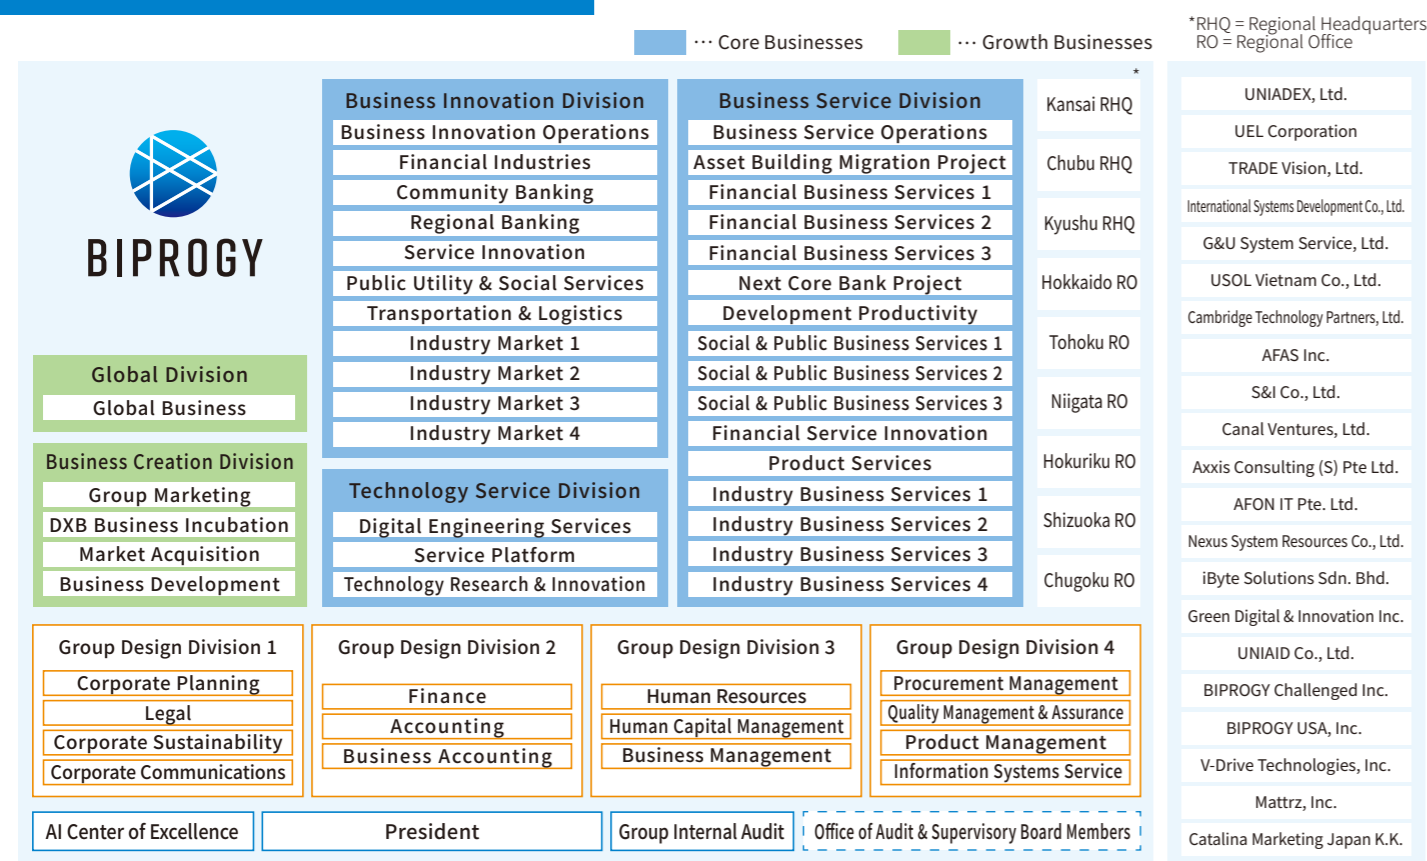 … Core Businesses
… Growth Businesses
*RHQ = Regional Headquarters
RO = Regional Office
*
BIPROGY
Global Division
Global Business
Business Creation Division
Group Marketing
DXB Business Incubation
Market Acquisition
Business Development
Business Innovation Division
Business Innovation Operations
Financial Industries
Community Banking
Regional Banking
Service Innovation
Public Utility & Social Services
Transportation & Logistics
Industry Market 1
Industry Market 2
Industry Market 3
Industry Market 4
Technology Service Division
Digital Engineering Services
Service Platform
Technology Research & Innovation
Business Service Division
Business Service Operations
Asset Building Migration Project
Financial Business Services 1
Financial Business Services 2
Financial Business Services 3
Next Core Bank Project
Development Productivity
Social & Public Business Services 1
Social & Public Business Services 2
Social & Public Business Services 3
Financial Service Innovation
Product Services
Industry Business Services 1
Industry Business Services 2
Industry Business Services 3
Industry Business Services 4
Kansai RHQ
Chubu RHQ
Kyushu RHQ
Hokkaido RO
Tohoku RO
Niigata RO
Hokuriku RO
Shizuoka RO
Chugoku RO
Group Design Division 1
Corporate Planning
Legal
Corporate Sustainability
Corporate Communications
Group Design Division 2
Finance
Accounting
Business Accounting
Group Design Division 3
Human Resources
Human Capital Management
Business Management
Group Design Division 4
Procurement Management
Quality Management & Assurance
Product Management
Information Systems Service
AI Center of Excellence
President
Group Internal Audit
Office of Audit & Supervisory Board Members
UNIADEX, Ltd.
UEL Corporation
TRADE Vision, Ltd.
International Systems Development Co., Ltd.
G&U System Service, Ltd.
USOL Vietnam Co., Ltd.
Cambridge Technology Partners, Ltd.
AFAS Inc.
S&I Co., Ltd.
Canal Ventures, Ltd.
Axxis Consulting (S) Pte Ltd.
AFON IT Pte. Ltd.
Nexus System Resources Co., Ltd.
iByte Solutions Sdn. Bhd.
Green Digital & Innovation Inc.
UNIAID Co., Ltd.
BIPROGY Challenged Inc.
BIPROGY USA, Inc.
V-Drive Technologies, Inc.
Mattrz, Inc.
Catalina Marketing Japan K.K.